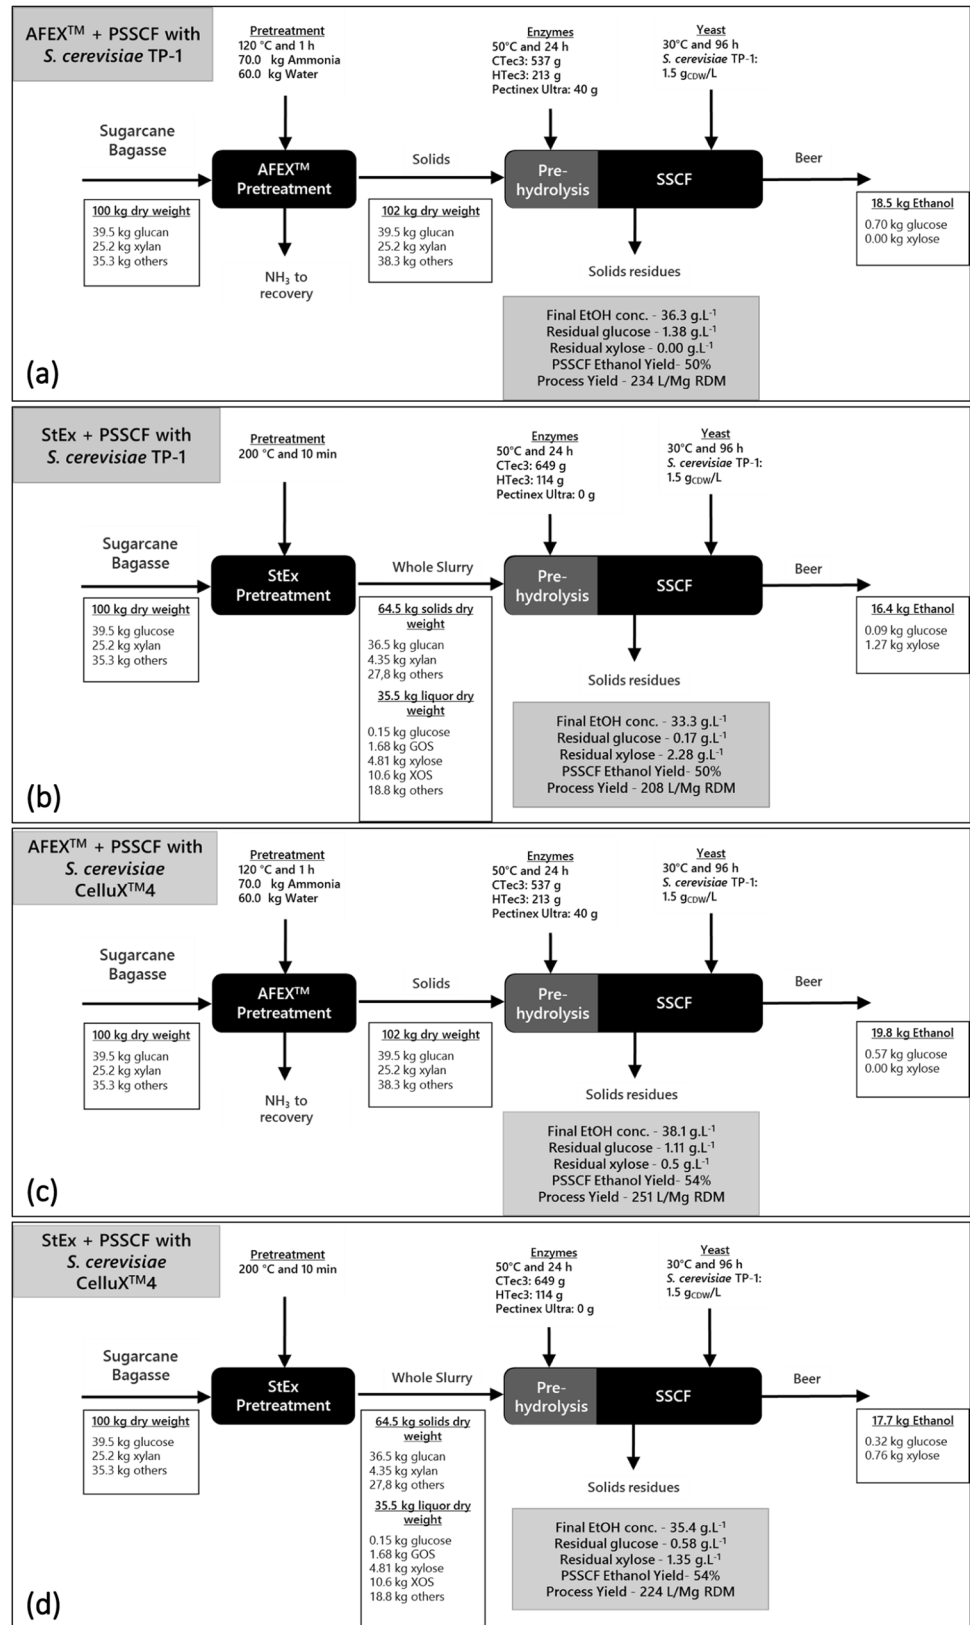 AFEX™ + PSSCF with
S. cerevisiae TP-1
Pretreatment
120 °C and 1 h
70.0 kg Ammonia
60.0 kg Water
Enzymes
50°C and 24 h
CTec3: 537 g
HTec3: 213 g
Pectinex Ultra: 40 g
Yeast
30°C and 96 h
S. cerevisiae TP-1:
1.5 gCDW/L
Sugarcane
Bagasse
AFEX™
Pretreatment
Solids
Pre-
hydrolysis
SSCF
Beer
100 kg dry weight
39.5 kg glucan
25.2 kg xylan
35.3 kg others
102 kg dry weight
39.5 kg glucan
25.2 kg xylan
38.3 kg others
18.5 kg Ethanol
0.70 kg glucose
0.00 kg xylose
NH3 to
recovery
Solids residues
Final EtOH conc. - 36.3 g.L-1
Residual glucose - 1.38 g.L-1
Residual xylose - 0.00 g.L-1
PSSCF Ethanol Yield- 50%
Process Yield - 234 L/Mg RDM
(a)
StEx + PSSCF with
S. cerevisiae TP-1
Pretreatment
200 °C and 10 min
Enzymes
50°C and 24 h
CTec3: 649 g
HTec3: 114 g
Pectinex Ultra: 0 g
Yeast
30°C and 96 h
S. cerevisiae TP-1:
1.5 gCDW/L
Sugarcane
Bagasse
StEx
Pretreatment
Whole Slurry
Pre-
hydrolysis
SSCF
Beer
100 kg dry weight
39.5 kg glucose
25.2 kg xylan
35.3 kg others
64.5 kg solids dry
weight
36.5 kg glucan
4.35 kg xylan
27,8 kg others
35.5 kg liquor dry
weight
0.15 kg glucose
1.68 kg GOS
4.81 kg xylose
10.6 kg XOS
18.8 kg others
16.4 kg Ethanol
0.09 kg glucose
1.27 kg xylose
Solids residues
Final EtOH conc. - 33.3 g.L-1
Residual glucose - 0.17 g.L-1
Residual xylose - 2.28 g.L-1
PSSCF Ethanol Yield- 50%
Process Yield - 208 L/Mg RDM
(b)
AFEX™ + PSSCF with
S. cerevisiae
CelluX™4
Pretreatment
120 °C and 1 h
70.0 kg Ammonia
60.0 kg Water
Enzymes
50°C and 24 h
CTec3: 537 g
HTec3: 213 g
Pectinex Ultra: 40 g
Yeast
30°C and 96 h
S. cerevisiae TP-1:
1.5 gCDW/L
Sugarcane
Bagasse
AFEX™
Pretreatment
Solids
Pre-
hydrolysis
SSCF
Beer
100 kg dry weight
39.5 kg glucan
25.2 kg xylan
35.3 kg others
102 kg dry weight
39.5 kg glucan
25.2 kg xylan
38.3 kg others
19.8 kg Ethanol
0.57 kg glucose
0.00 kg xylose
NH3 to
recovery
Solids residues
Final EtOH conc. - 38.1 g.L-1
Residual glucose - 1.11 g.L-1
Residual xylose - 0.5 g.L-1
PSSCF Ethanol Yield- 54%
Process Yield - 251 L/Mg RDM
(c)
StEx + PSSCF with
S. cerevisiae
CelluX™4
Pretreatment
200 °C and 10 min
Enzymes
50°C and 24 h
CTec3: 649 g
HTec3: 114 g
Pectinex Ultra: 0 g
Yeast
30°C and 96 h
S. cerevisiae TP-1:
1.5 gCDW/L
Sugarcane
Bagasse
StEx
Pretreatment
Whole Slurry
Pre-
hydrolysis
SSCF
Beer
100 kg dry weight
39.5 kg glucose
25.2 kg xylan
35.3 kg others
64.5 kg solids dry
weight
36.5 kg glucan
4.35 kg xylan
27,8 kg others
35.5 kg liquor dry
weight
0.15 kg glucose
1.68 kg GOS
4.81 kg xylose
10.6 kg XOS
18.8 kg others
17.7 kg Ethanol
0.32 kg glucose
0.76 kg xylose
Solids residues
Final EtOH conc. - 35.4 g.L-1
Residual glucose - 0.58 g.L-1
Residual xylose - 1.35 g.L-1
PSSCF Ethanol Yield- 54%
Process Yield - 224 L/Mg RDM
(d)